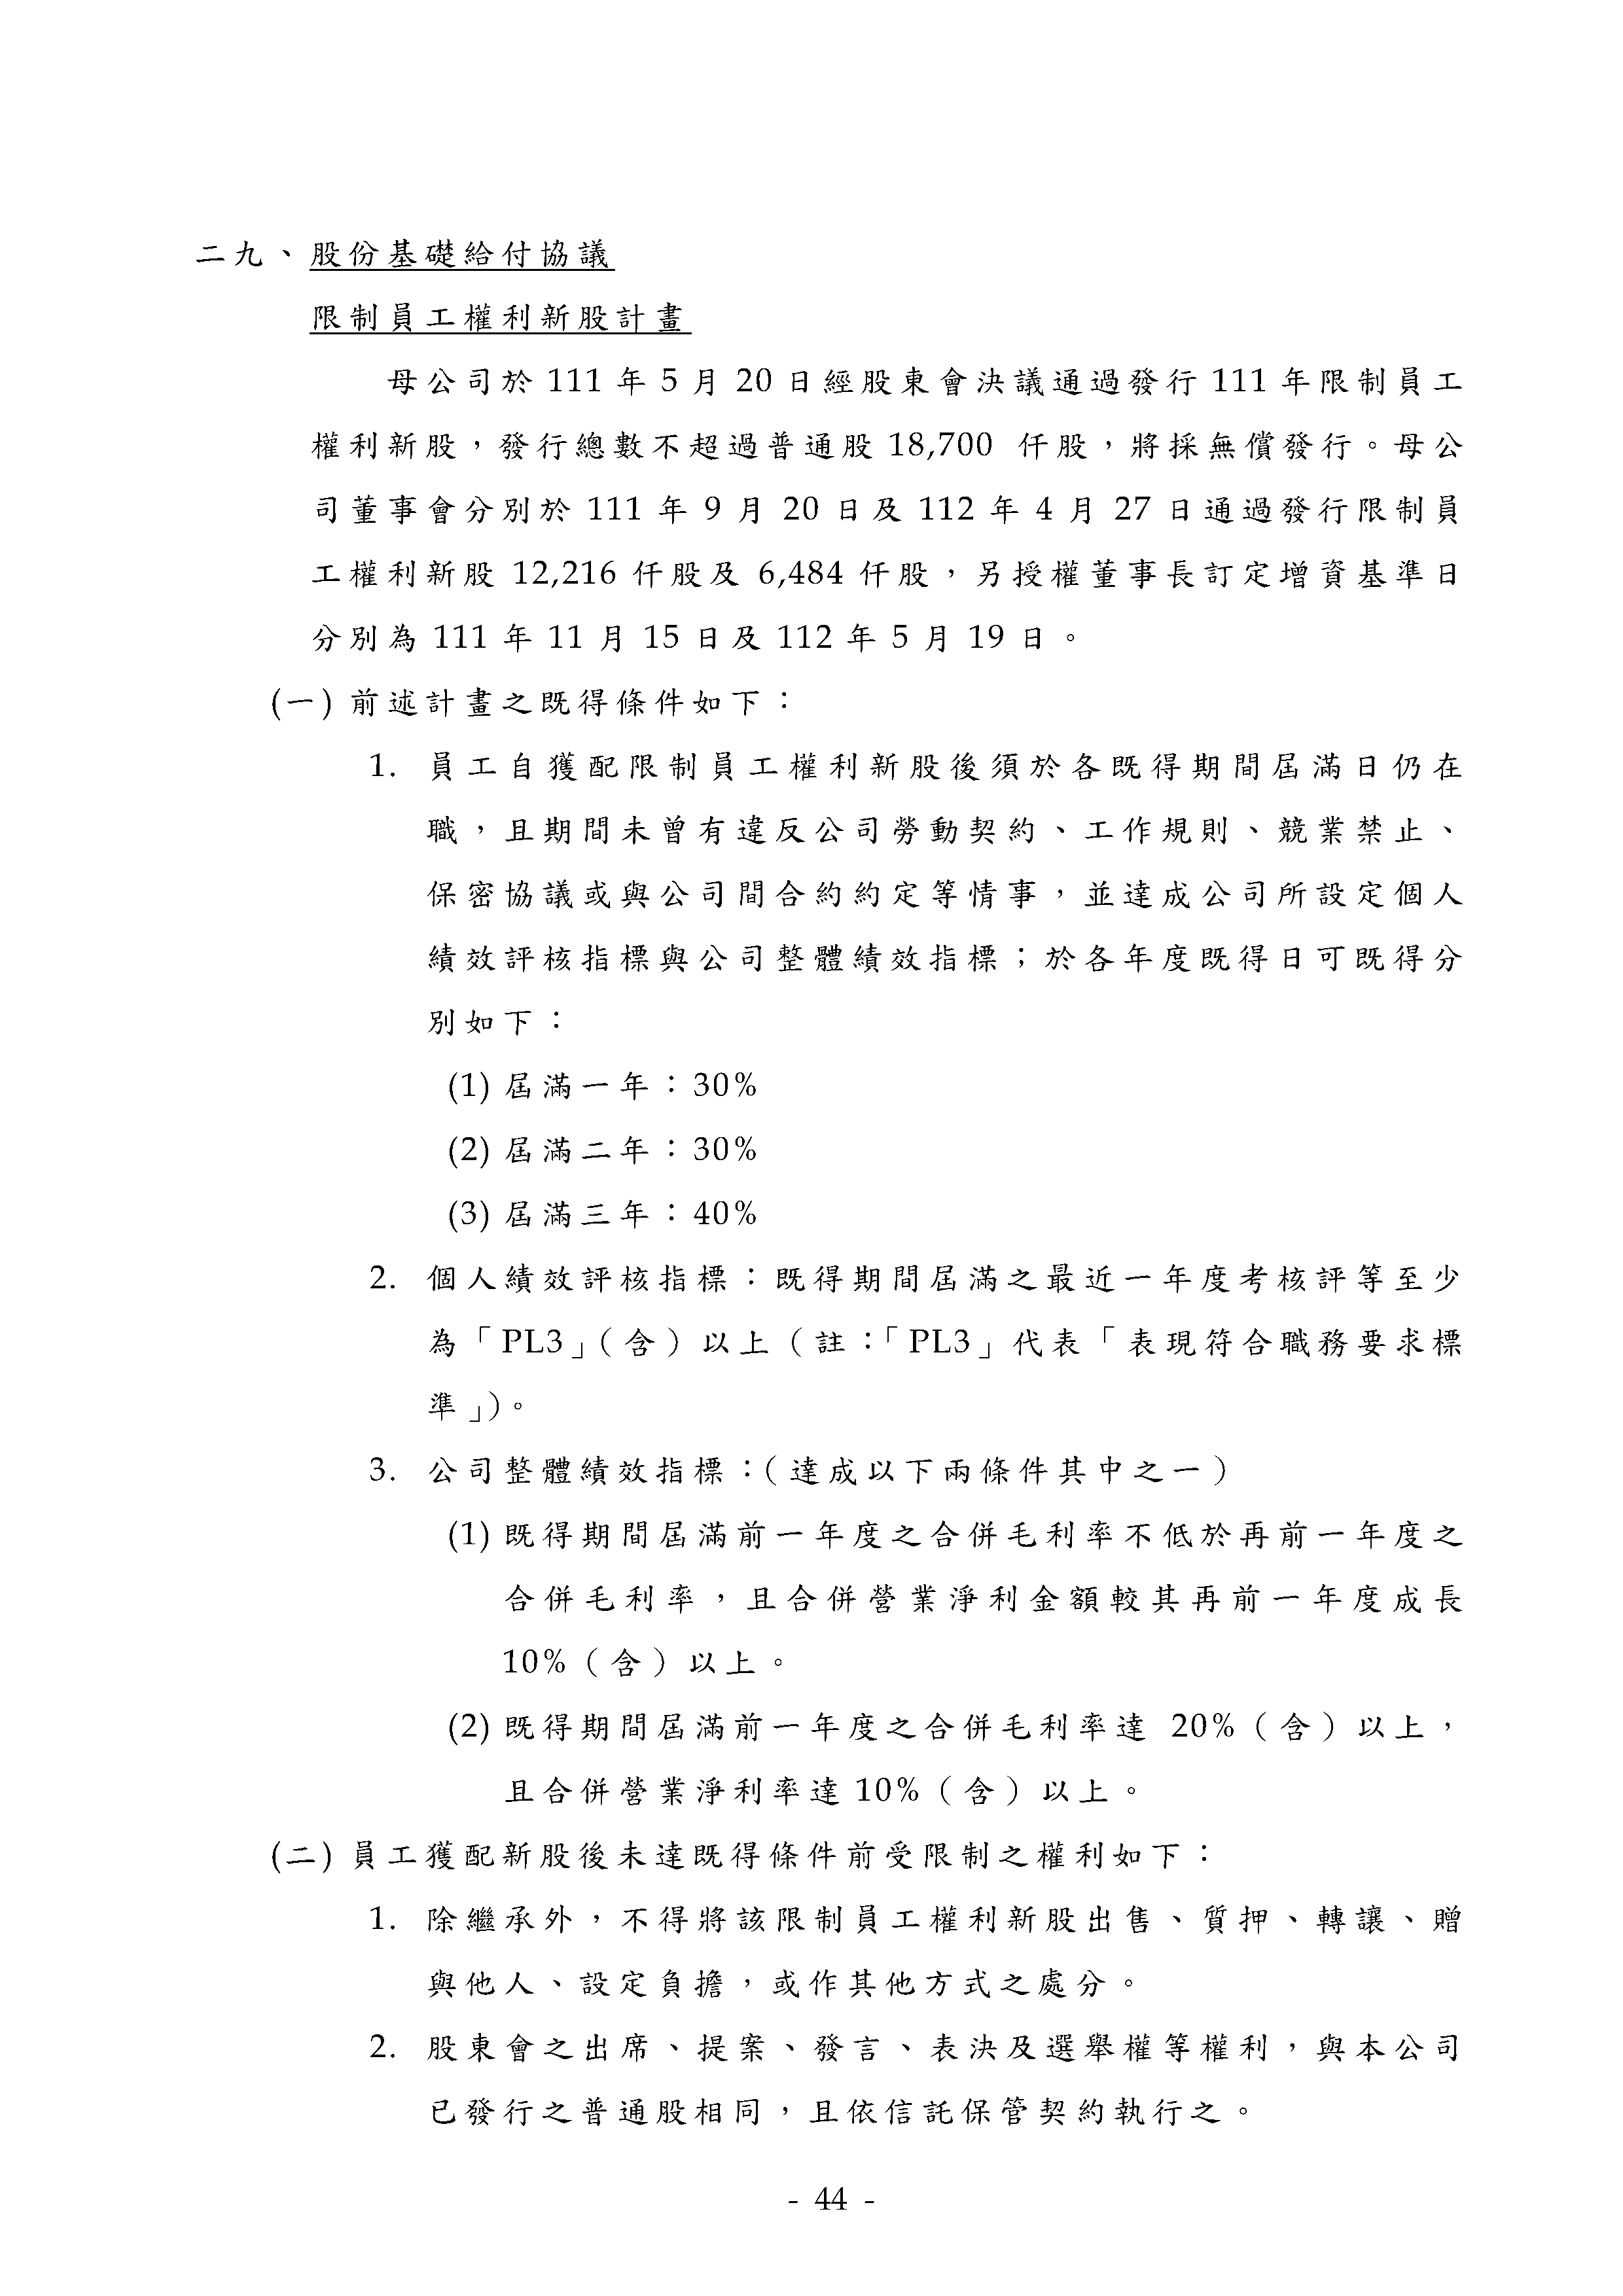 二九、股份基礎給付協議
限制員工權利新股計畫
母公司於 111 年 5 月 20 日經股東會決議通過發行 111 年限制員工
權利新股，發行總數不超過普通股 18,700 仟股，將採無償發行。母公
司董事會分別於 111 年 9 月 20 日及 112 年 4 月 27 日通過發行限制員
工權利新股 12,216 仟股及 6,484 仟股，另授權董事長訂定增資基準日
分別為 111 年 11 月 15 日及 112 年 5 月 19 日。
(一) 前述計畫之既得條件如下：
1. 員工自獲配限制員工權利新股後須於各既得期間屆滿日仍在
職，且期間未曾有違反公司勞動契約、工作規則、競業禁止、
保密協議或與公司間合約約定等情事，並達成公司所設定個人
績效評核指標與公司整體績效指標；於各年度既得日可既得分
別如下：
(1) 屆滿一年：30%
(2) 屆滿二年：30%
(3) 屆滿三年：40%
2. 個人績效評核指標：既得期間屆滿之最近一年度考核評等至少
為「PL3」（含）以上（註：「PL3」代表「表現符合職務要求標
準」）。
3. 公司整體績效指標：（達成以下兩條件其中之一）
(1) 既得期間屆滿前一年度之合併毛利率不低於再前一年度之
合併毛利率，且合併營業淨利金額較其再前一年度成長
10%（含）以上。
(2) 既得期間屆滿前一年度之合併毛利率達 20%（含）以上，
且合併營業淨利率達 10%（含）以上。
(二) 員工獲配新股後未達既得條件前受限制之權利如下：
1. 除繼承外，不得將該限制員工權利新股出售、質押、轉讓、贈
與他人、設定負擔，或作其他方式之處分。
2. 股東會之出席、提案、發言、表決及選舉權等權利，與本公司
已發行之普通股相同，且依信託保管契約執行之。
- 44 -